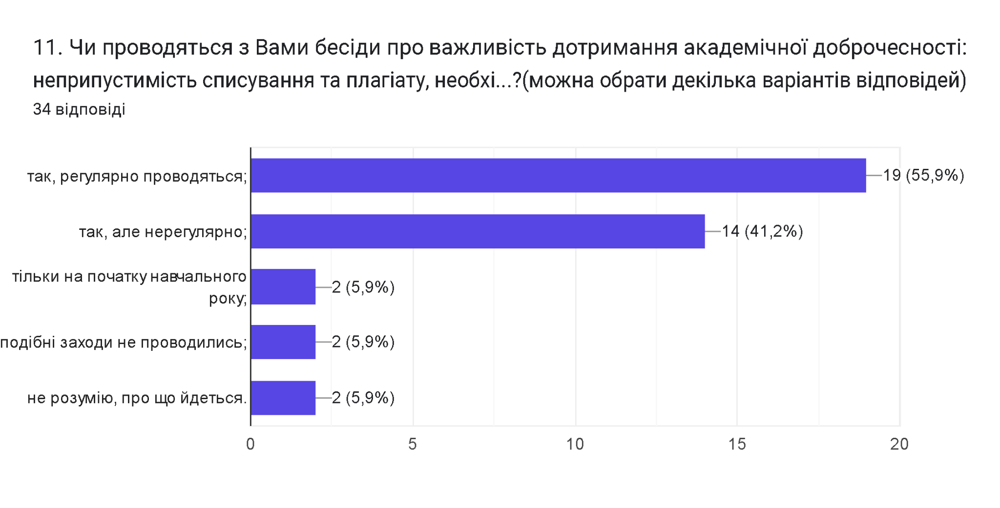 11. Чи проводяться з Вами бесіди про важливість дотримання академічної доброчесності:
неприпустимість списування та плагіату, необхі...?(можна обрати декілька варіантів відповідей)
34 відповіді
так, регулярно проводяться;
19 (55,9%)
так, але нерегулярно;
14 (41,2%)
тільки на початку навчального
року;
2 (5,9%)
подібні заходи не проводились;
2 (5,9%)
не розумію, про що йдеться.
2 (5,9%)
0 5 10 15 20